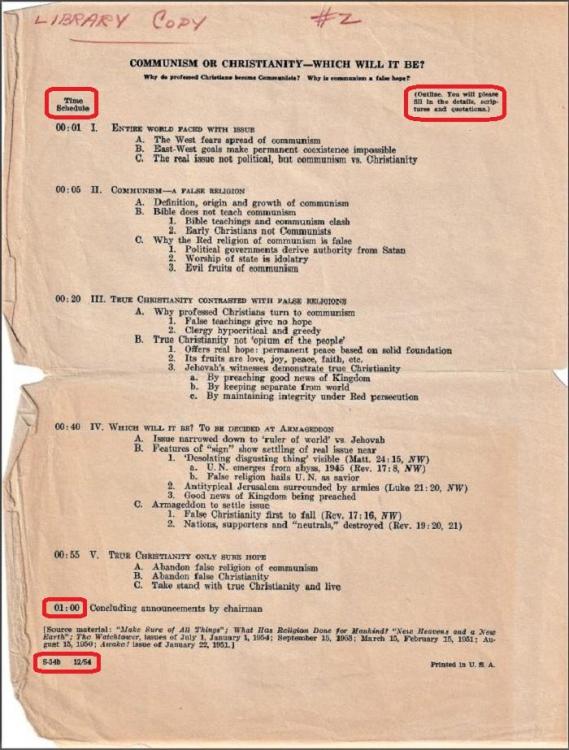 LIBRARY COPY #2
COMMUNISM OR CHRISTIANITY—WHICH WILL IT BE?
Why do professed Christians become Communists? Why is communism a false hope?
Time
Schedule
(Outline. You will please
fill in the details, scrip-
tures and quotations.)
00:01 I. ENTIRE WORLD FACED WITH ISSUE
A. The West fears spread of communism
B. East-West goals make permanent coexistence impossible
C. The real issue not political, but communism vs. Christianity
00:05 II. COMMUNISM—A FALSE RELIGION
A. Definition, origin and growth of communism
B. Bible does not teach communism
1. Bible teachings and communism clash
2. Early Christians not Communists
C. Why the Red religion of communism is false
1. Political governments derive authority from Satan
2. Worship of state is idolatry
3. Evil fruits of communism
00:20 III. TRUE CHRISTIANITY CONTRASTED WITH FALSE RELIGIONS
A. Why professed Christians turn to communism
1. False teachings give no hope
2. Clergy hypocritical and greedy
B. True Christianity not 'opium of the people'
1. Offers real hope: permanent peace based on solid foundation
2. Its fruits are love, joy, peace, faith, etc.
3. Jehovah's witnesses demonstrate true Christianity
a. By preaching good news of Kingdom
b. By keeping separate from world
c. By maintaining integrity under Red persecution
00:40 IV. WHICH WILL IT BE? TO BE DECIDED AT ARMAGEDDON
A. Issue narrowed down to 'ruler of world' vs. Jehovah
B. Features of "sign" show settling of real issue near
1. 'Desolating disgusting thing' visible (Matt. 24:15, NW)
a. U.N. emerges from abyss, 1945 (Rev. 17:8, NW)
b. False religion hails U.N. as savior
2. Antitypical Jerusalem surrounded by armies (Luke 21:20, NW)
3. Good news of Kingdom being preached
C. Armageddon to settle issue
1. False Christianity first to fall (Rev. 17:16, NW)
2. Nations, supporters and "neutrals," destroyed (Rev. 19:20, 21)
00:55 V. TRUE CHRISTIANITY ONLY SURE HOPE
A. Abandon false religion of communism
B. Abandon false Christianity
C. Take stand with true Christianity and live
01:00 Concluding announcements by chairman
[Source material: "Make Sure of All Things"; What Has Religion Done for Mankind? "New Heavens and a New
Earth"; The Watchtower, issues of July 1, January 1, 1954; September 15, 1953; March 15, February 15, 1951; Au-
gust 15, 1950; Awake! issue of January 22, 1951.]
S-34b 12/54 Printed in U. S. A.